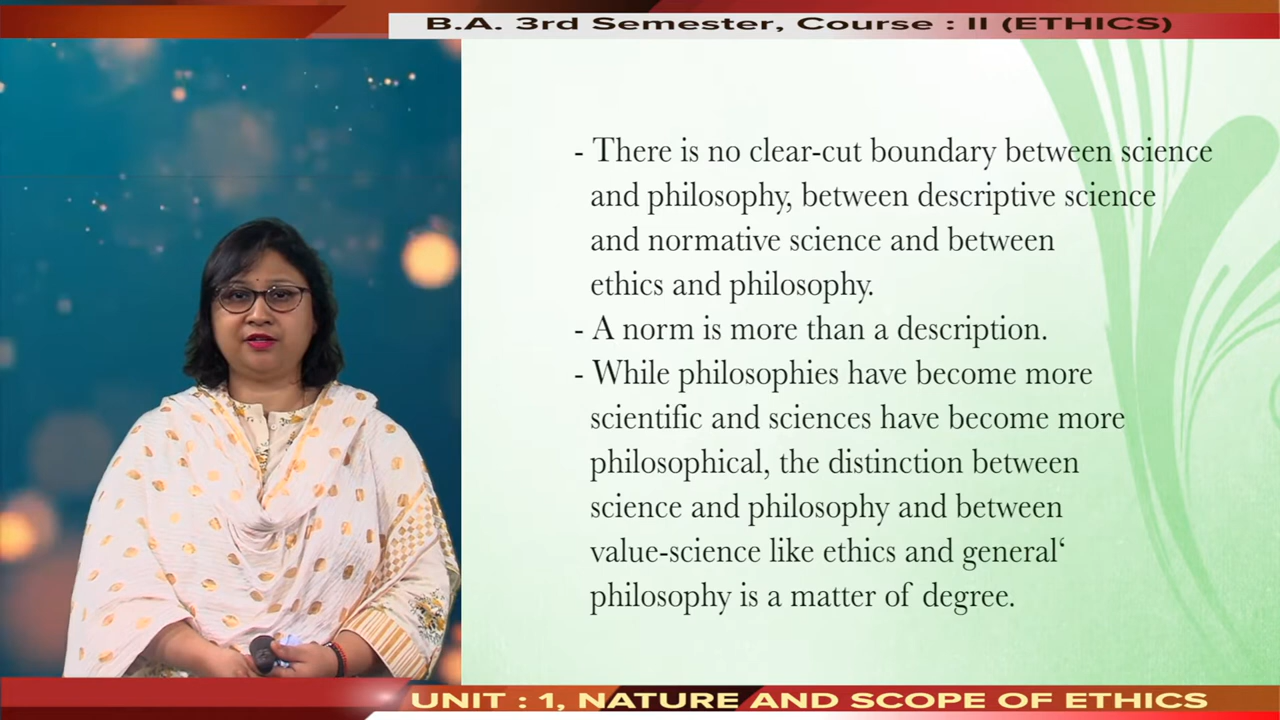 B.A. 3rd Semester, Course : II (ETHICS)
- There is no clear-cut boundary between science
and philosophy, between descriptive science
and normative science and between
ethics and philosophy.
- A norm is more than a description.
- While philosophies have become more
scientific and sciences have become more
philosophical, the distinction between
science and philosophy and between
value-science like ethics and general‘
philosophy is a matter of degree.
UNIT : 1, NATURE AND SCOPE OF ETHICS